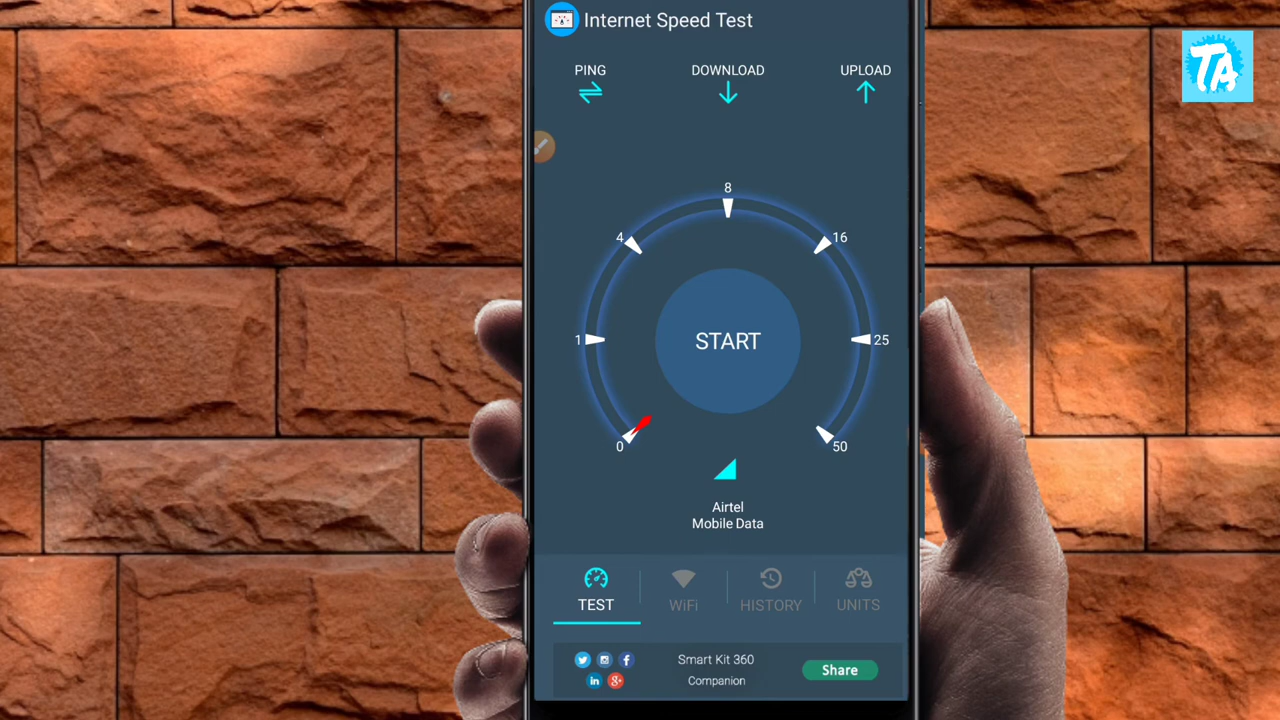 Internet Speed Test
TA
PING
DOWNLOAD
UPLOAD
8
4
16
1
START
25
0
50
Airtel
Mobile Data
TEST
WiFi
HISTORY
UNITS
Smart Kit 360
Companion
Share